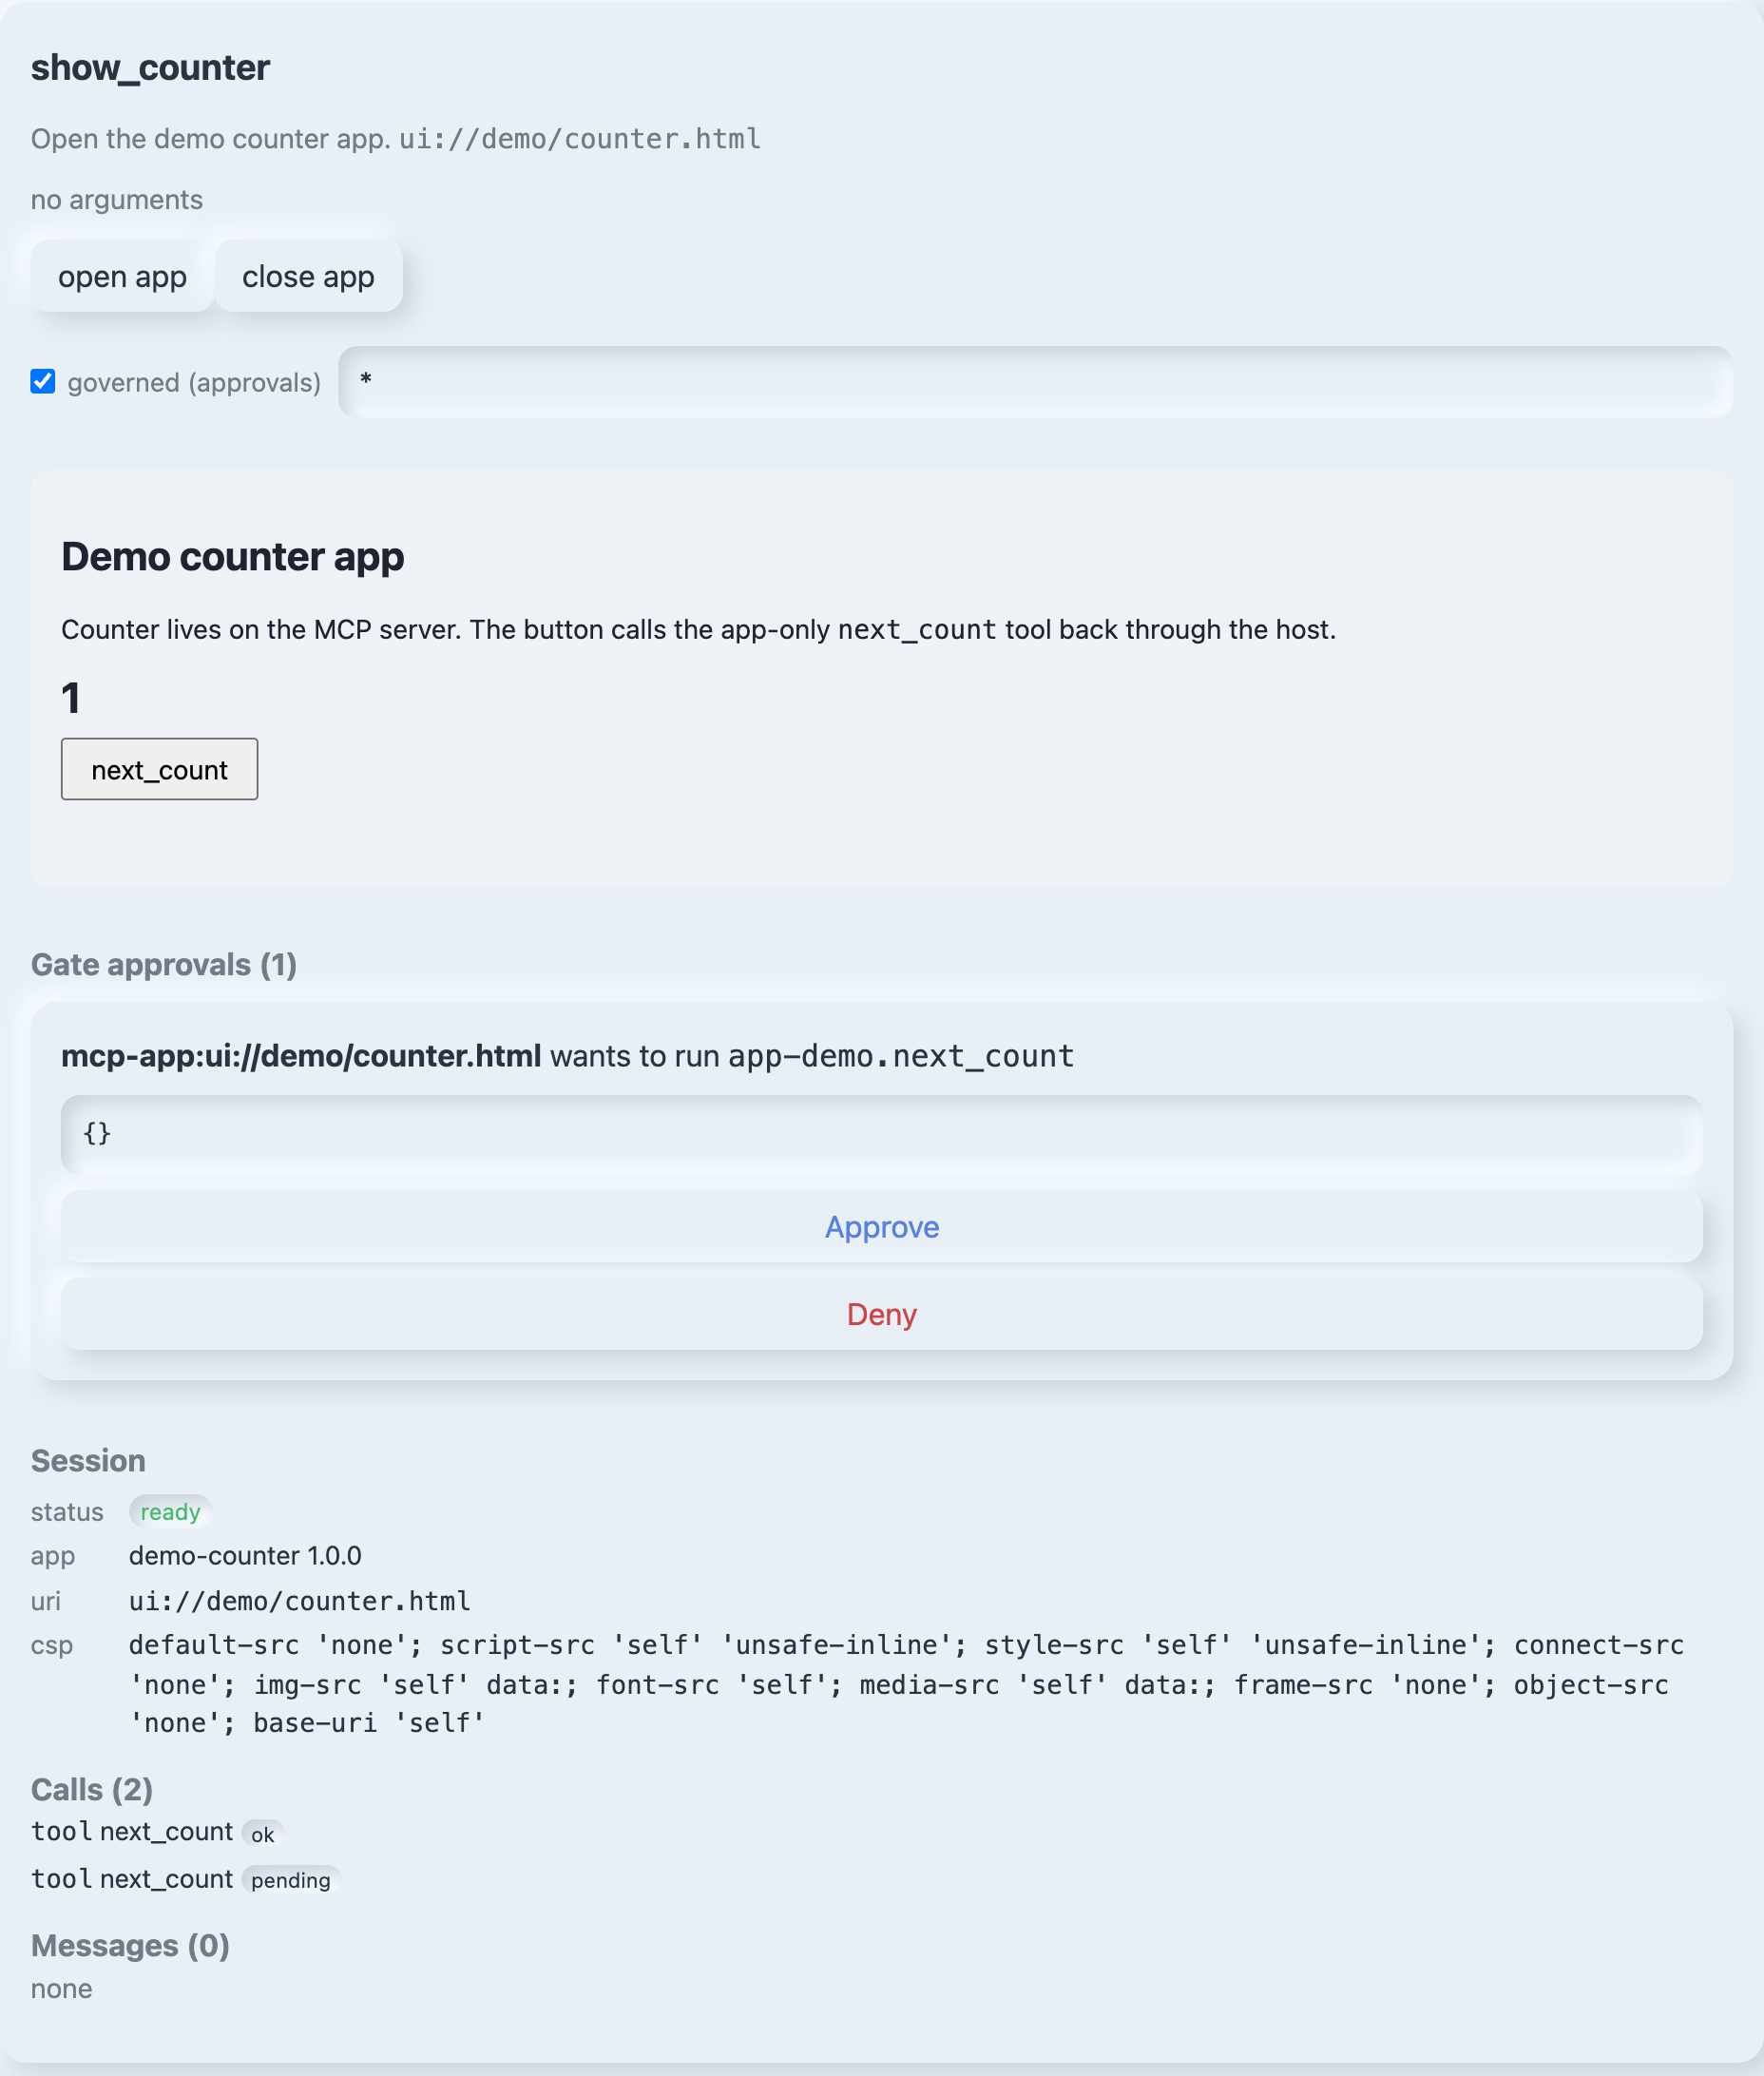 show_counter
Open the demo counter app. ui://demo/counter.html
no arguments
open app close app
governed (approvals) *
Demo counter app
Counter lives on the MCP server. The button calls the app-only next_count tool back through the host.
1
next_count
Gate approvals (1)
mcp-app:ui://demo/counter.html wants to run app-demo.next_count
{}
Approve
Deny
Session
status ready
app demo-counter 1.0.0
uri ui://demo/counter.html
csp default-src 'none'; script-src 'self' 'unsafe-inline'; style-src 'self' 'unsafe-inline'; connect-src
'none'; img-src 'self' data:; font-src 'self'; media-src 'self' data:; frame-src 'none'; object-src
'none'; base-uri 'self'
Calls (2)
tool next_count ok
tool next_count pending
Messages (0)
none